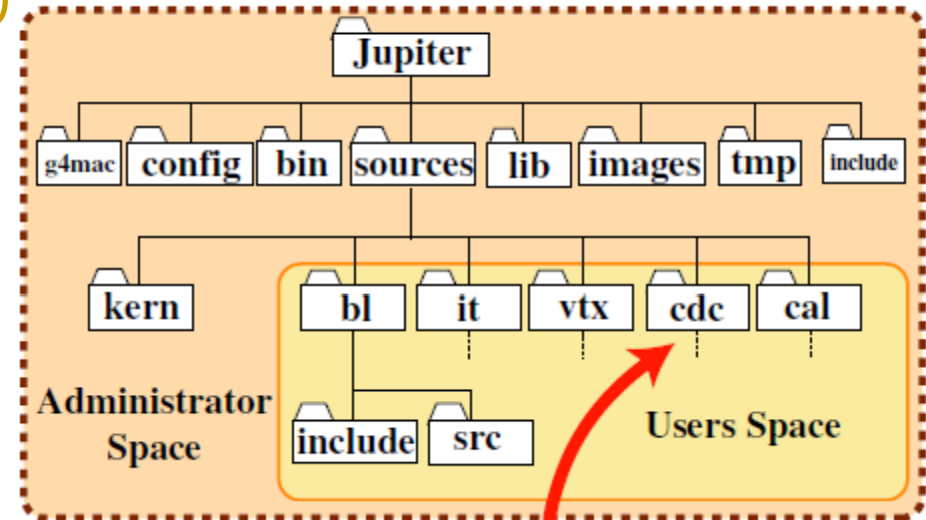 Jupiter
g4mac config bin sources lib images tmp include
kern bl it vtx cdc cal
Administrator
Space
include src
Users Space